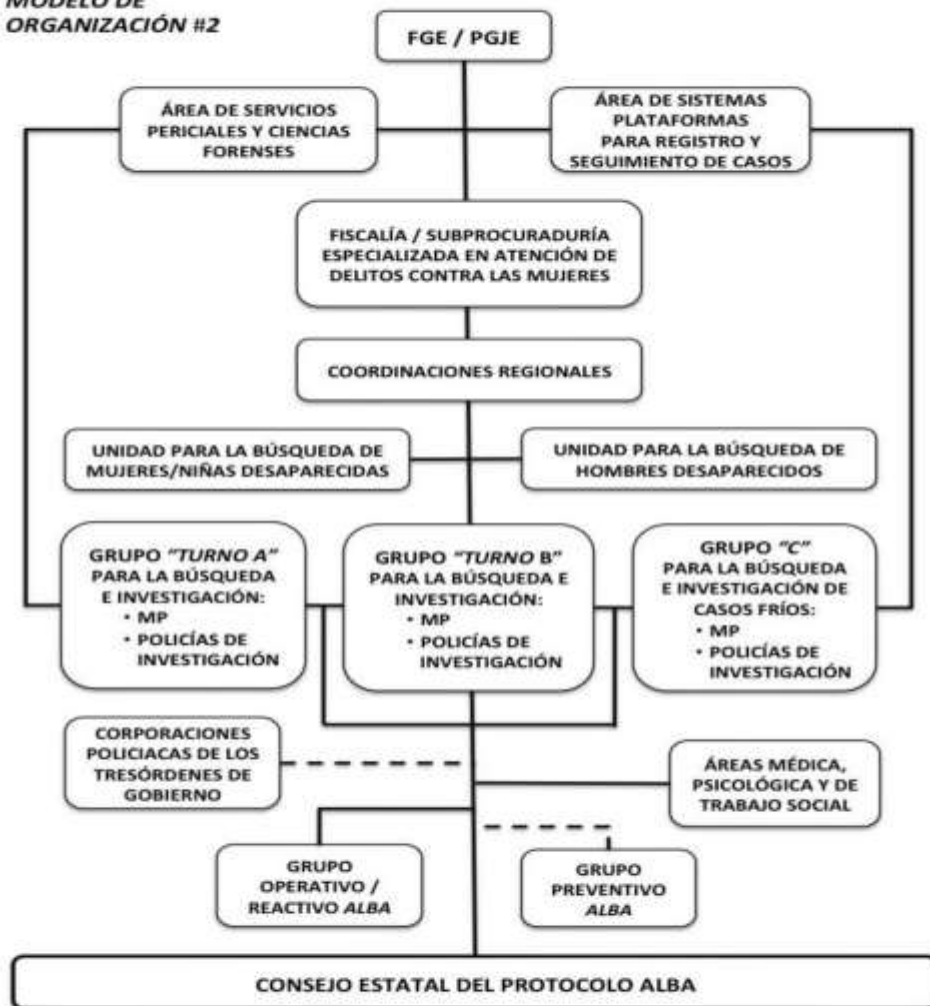 MODELO DE
ORGANIZACIÓN #2
FGE / PGJE
ÁREA DE SERVICIOS
PERICIALES Y CIENCIAS
FORENSES
ÁREA DE SISTEMAS
PLATAFORMAS
PARA REGISTRO Y
SEGUIMIENTO DE CASOS
FISCALÍA / SUBPROCURADURÍA
ESPECIALIZADA EN ATENCIÓN DE
DELITOS CONTRA LAS MUJERES
COORDINACIONES REGIONALES
UNIDAD PARA LA BÚSQUEDA DE
MUJERES/NIÑAS DESAPARECIDAS
UNIDAD PARA LA BÚSQUEDA DE
HOMBRES DESAPARECIDOS
GRUPO "TURNO A"
PARA LA BÚSQUEDA
E INVESTIGACIÓN:
• MP
• POLICÍAS DE
INVESTIGACIÓN
GRUPO "TURNO B"
PARA LA BÚSQUEDA E
INVESTIGACIÓN:
• MP
• POLICÍAS DE
INVESTIGACIÓN
GRUPO "C"
PARA LA BÚSQUEDA
E INVESTIGACIÓN DE
CASOS FRÍOS:
• MP
• POLICÍAS DE
INVESTIGACIÓN
CORPORACIONES
POLICIACAS DE LOS
TRESÓRDENES DE
GOBIERNO
ÁREAS MÉDICA,
PSICOLÓGICA Y DE
TRABAJO SOCIAL
GRUPO
OPERATIVO /
REACTIVO ALBA
GRUPO
PREVENTIVO
ALBA
CONSEJO ESTATAL DEL PROTOCOLO ALBA